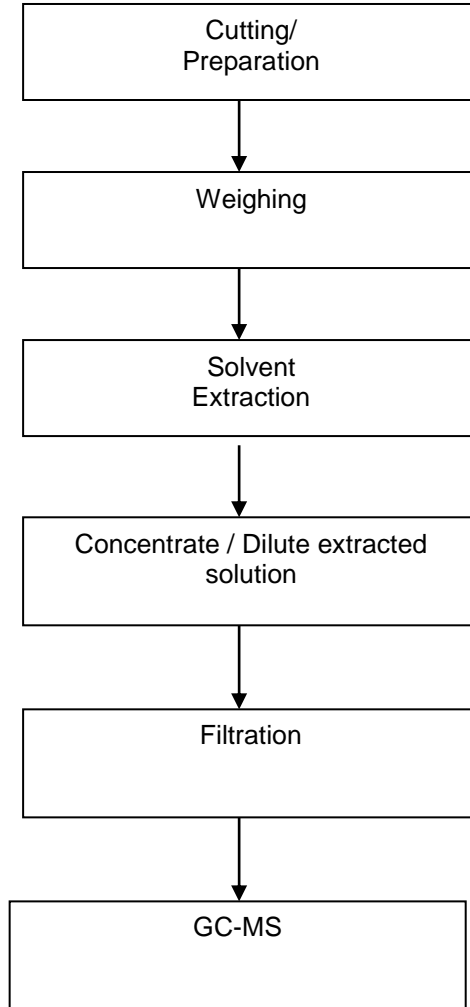 Cutting/
Preparation
Weighing
Solvent
Extraction
Concentrate / Dilute extracted
solution
Filtration
GC-MS